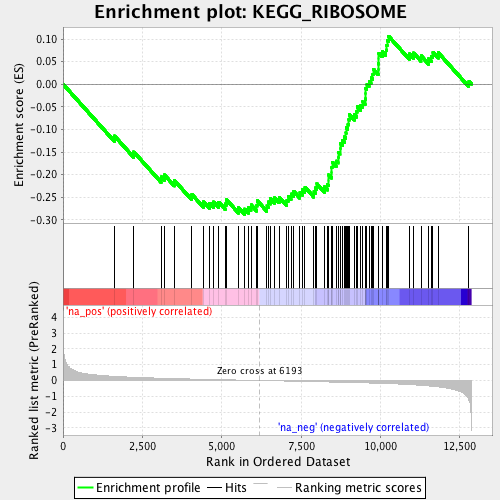 Enrichment plot: KEGG_RIBOSOME
Enrichment score (ES)
0.10
0.05
0.00
-0.05
-0.10
-0.15
-0.20
-0.25
-0.30
'na_pos' (positively correlated)
Ranked list metric (PreRanked)
4
3
2
1
0
-1
-2
-3
Zero cross at 6193
'na_neg' (negatively correlated)
0
2,500
5,000
7,500
10,000
12,500
Rank in Ordered Dataset
Enrichment profile
Hits
Ranking metric scores